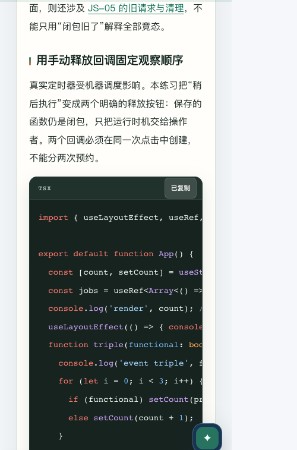 面，则还涉及 JS-05 的旧请求与清理，不
能只用“闭包旧了”解释全部竞态。
用手动释放回调固定观察顺序
真实定时器受机器调度影响。本练习把“稍
后执行”变成两个明确的释放按钮：保存的
函数仍是闭包，只把运行时机交给操作
者。两个回调必须在同一次点击中创建，
不能分两次预约。
TSX
已复制
import { useLayoutEffect, useRef,
export default function App() {
const [count, setCount] = useSt
const jobs = useRef<Array<() =>
console.log('render', count); /
useLayoutEffect(() => { console
function triple(functional: boo
console.log('event triple', f
for (let i = 0; i < 3; i++) {
if (functional) setCount(pr
else setCount(count + 1);
}